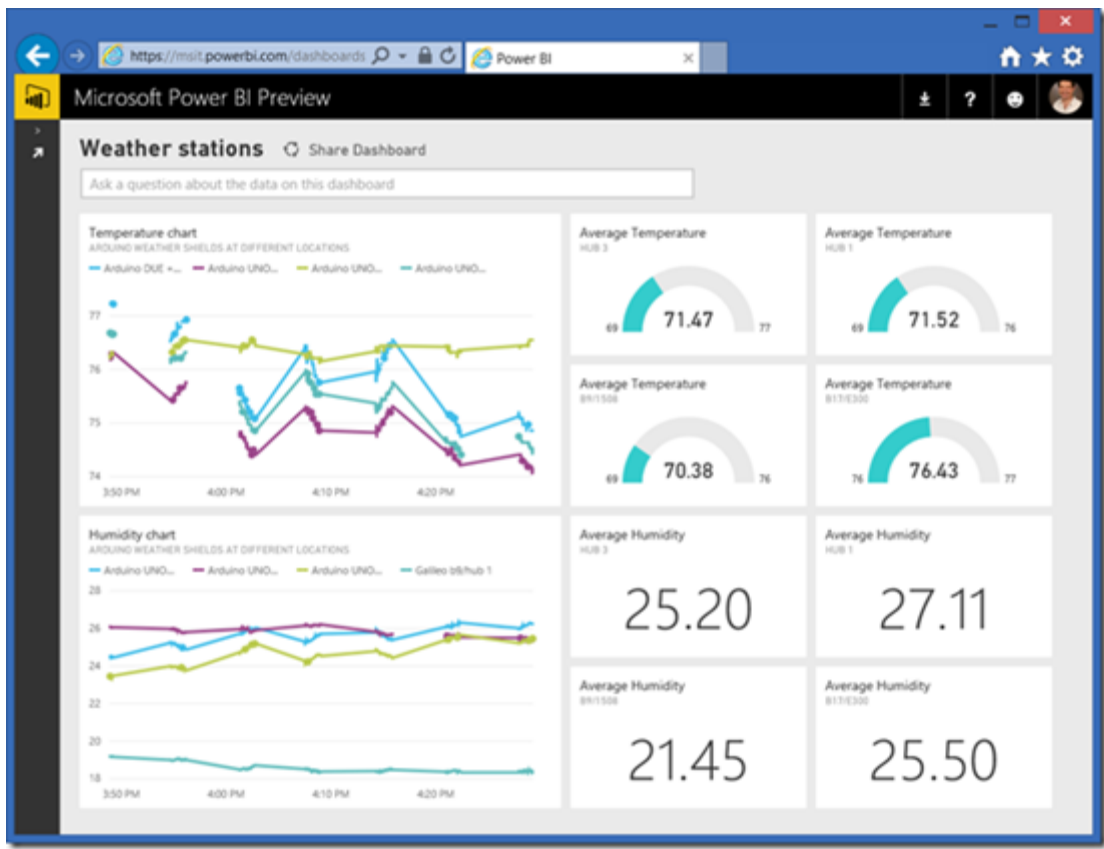 https://msit.powerbi.com/dashboards
Power BI
Microsoft Power BI Preview
?
Weather stations Share Dashboard
Ask a question about the data on this dashboard
Temperature chart
ARDUINO WEATHER SHIELDS AT DIFFERENT LOCATIONS
Arduino DUE +... Arduino UNO... Arduino UNO... Arduino UNO...
77
76
75
74
3:50 PM 4:00 PM 4:10 PM 4:20 PM
Average Temperature
HUB 3
71.47
69 77
Average Temperature
HUB 1
71.52
69 76
Average Temperature
B9/1508
70.38
69 76
Average Temperature
B17/E300
76.43
76 77
Humidity chart
ARDUINO WEATHER SHIELDS AT DIFFERENT LOCATIONS
Arduino UNO... Arduino UNO... Arduino UNO... Galileo b9/hub 1
28
26
24
22
20
18
3:50 PM 4:00 PM 4:10 PM 4:20 PM
Average Humidity
HUB 3
25.20
Average Humidity
HUB 1
27.11
Average Humidity
B9/1508
21.45
Average Humidity
B17/E300
25.50